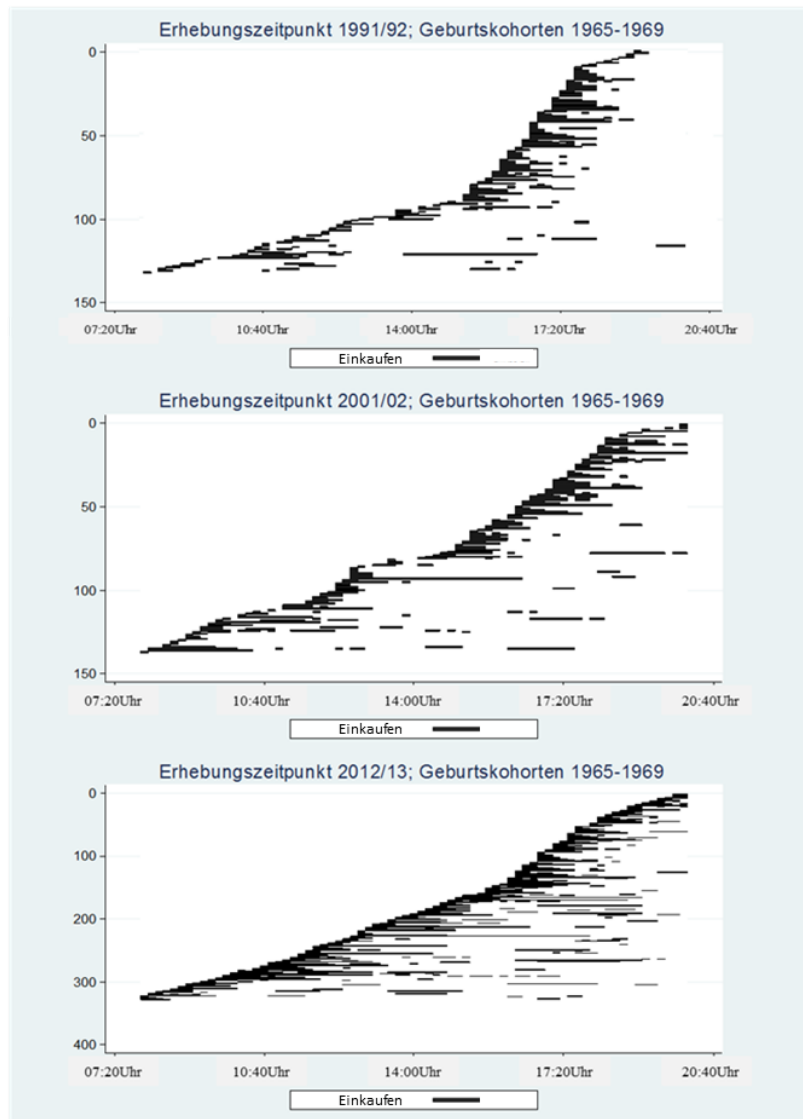 Erhebungszeitpunkt 1991/92; Geburtskohorten 1965-1969
0
50
100
150
07:20Uhr 10:40Uhr 14:00Uhr 17:20Uhr 20:40Uhr
Einkaufen
Erhebungszeitpunkt 2001/02; Geburtskohorten 1965-1969
0
50
100
150
07:20Uhr 10:40Uhr 14:00Uhr 17:20Uhr 20:40Uhr
Einkaufen
Erhebungszeitpunkt 2012/13; Geburtskohorten 1965-1969
0
100
200
300
400
07:20Uhr 10:40Uhr 14:00Uhr 17:20Uhr 20:40Uhr
Einkaufen